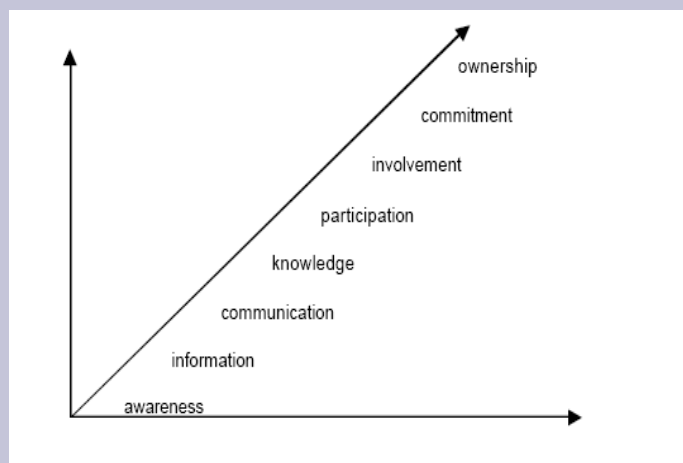 ownership
commitment
involvement
participation
knowledge
communication
information
awareness